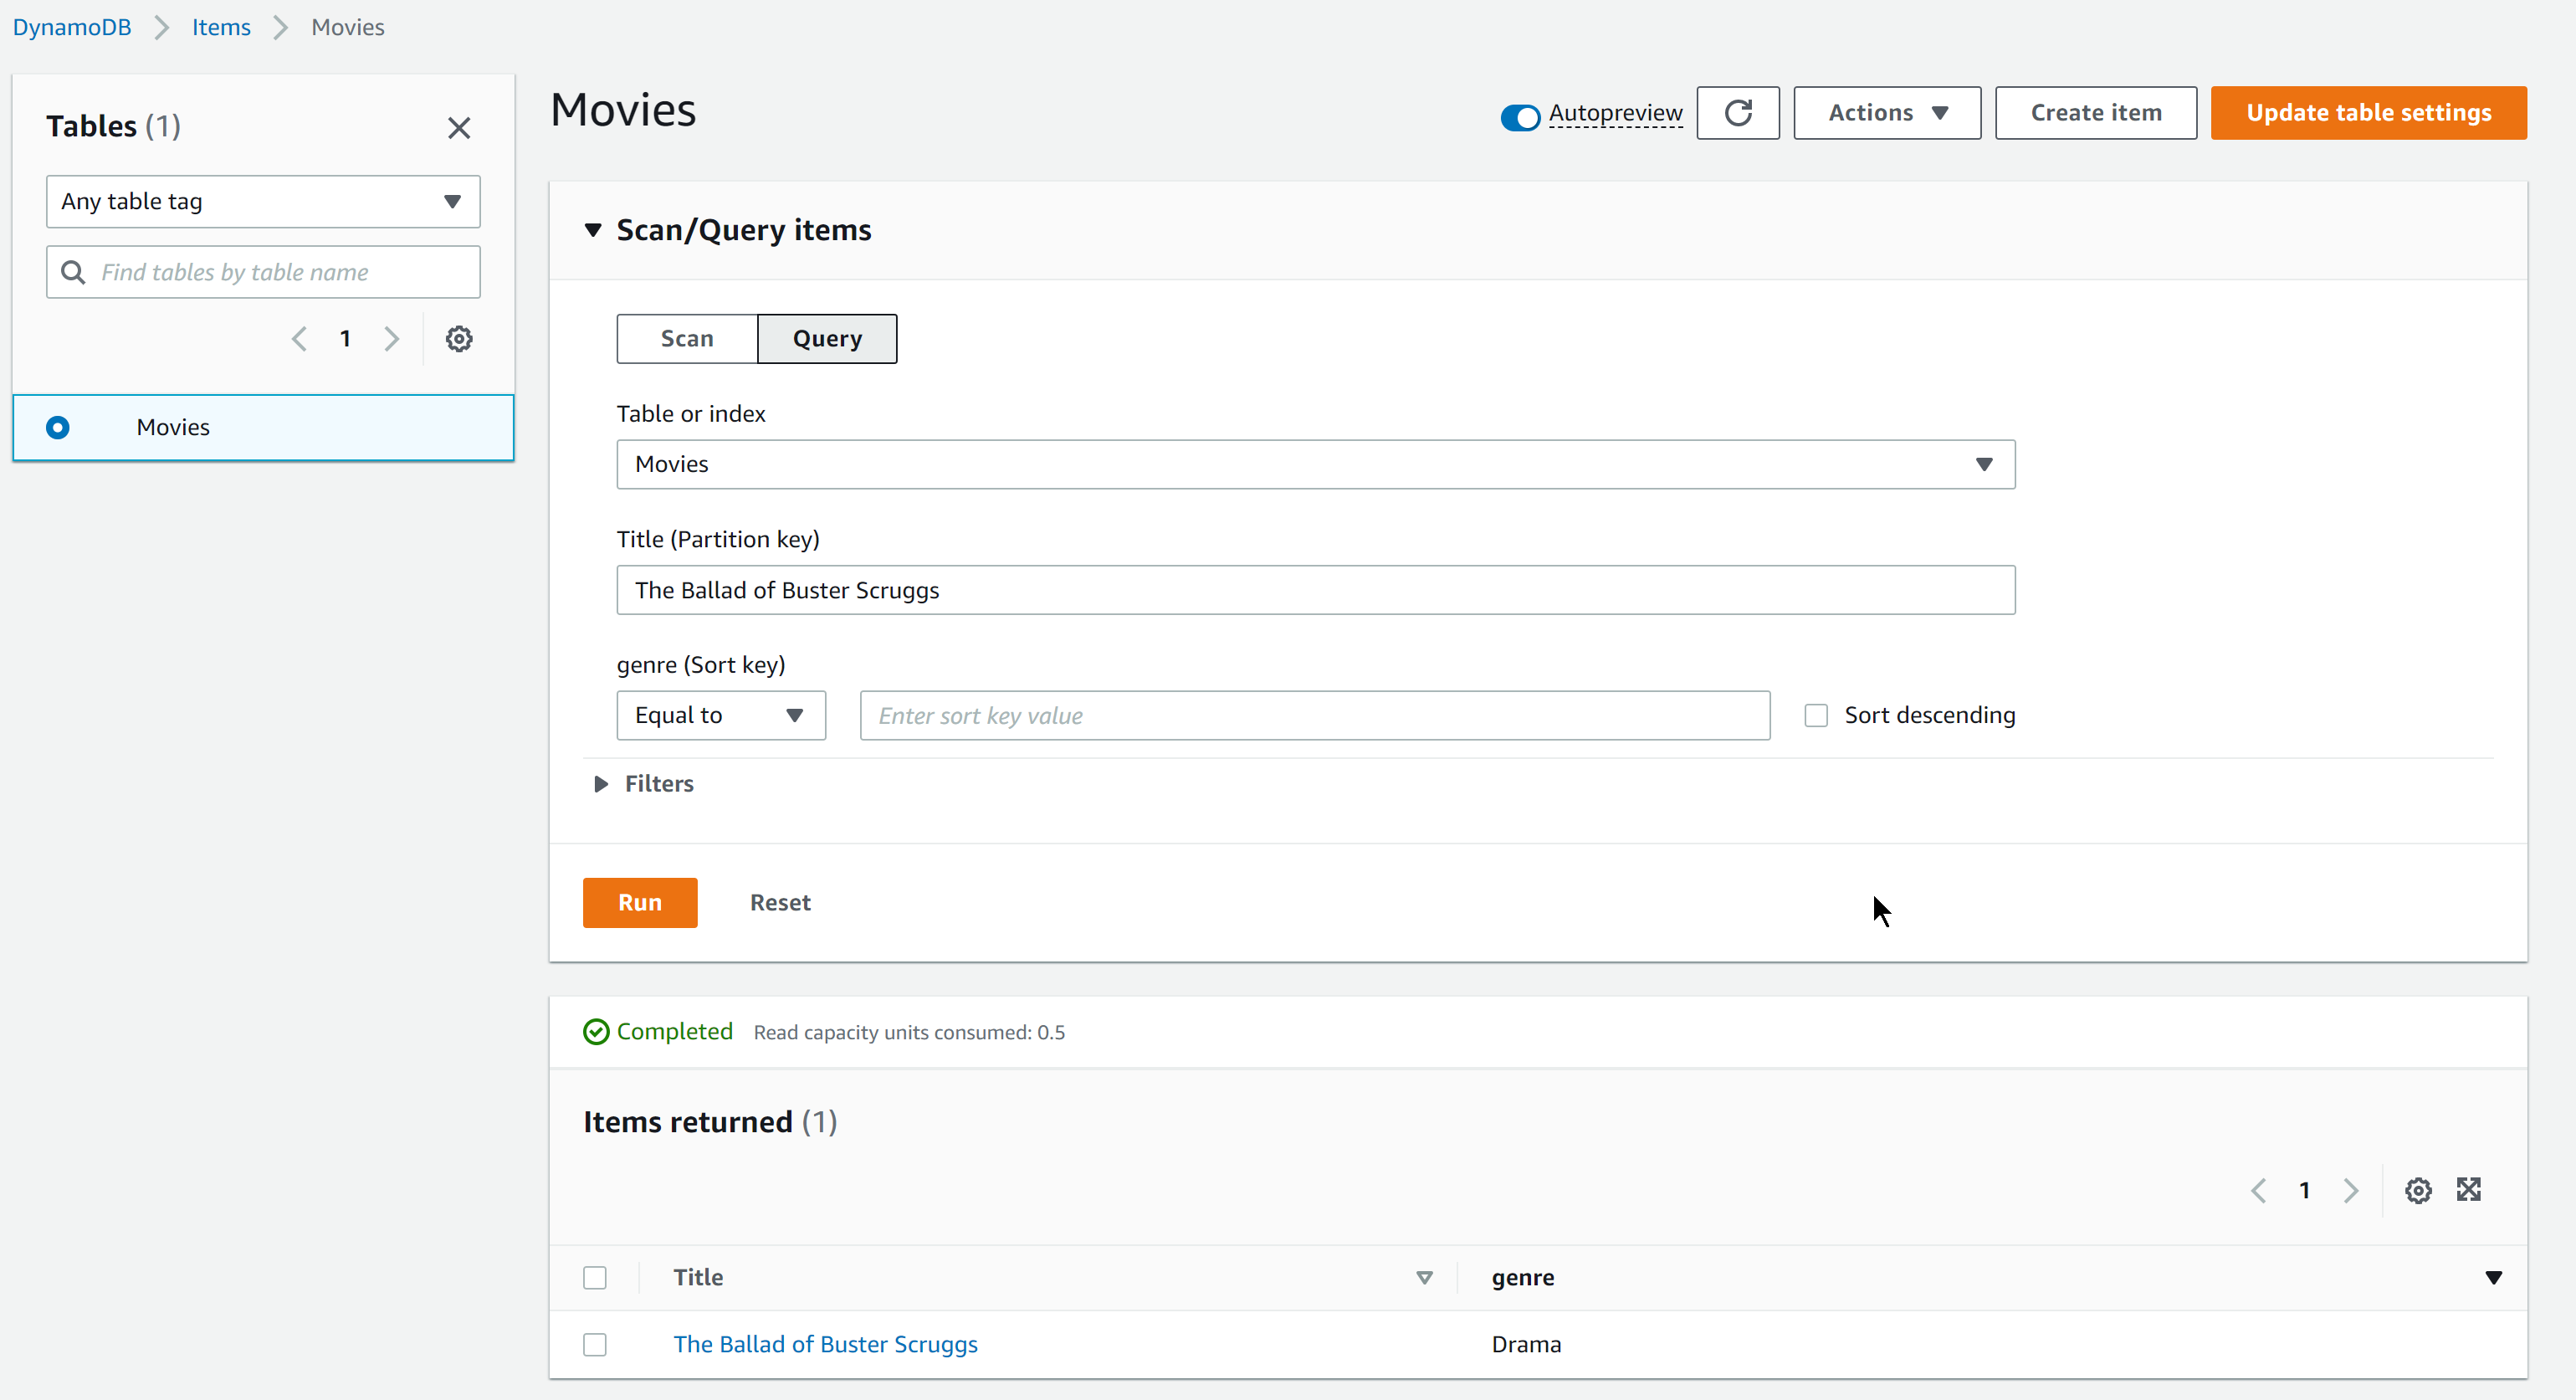 DynamoDB Items Movies
Tables (1)
Any table tag
Find tables by table name
1
Movies
Movies
Autopreview
Actions
Create item
Update table settings
Scan/Query items
Scan
Query
Table or index
Movies
Title (Partition key)
The Ballad of Buster Scruggs
genre (Sort key)
Equal to
Enter sort key value
Sort descending
Filters
Run
Reset
Completed Read capacity units consumed: 0.5
Items returned (1)
1
Title genre
The Ballad of Buster Scruggs Drama